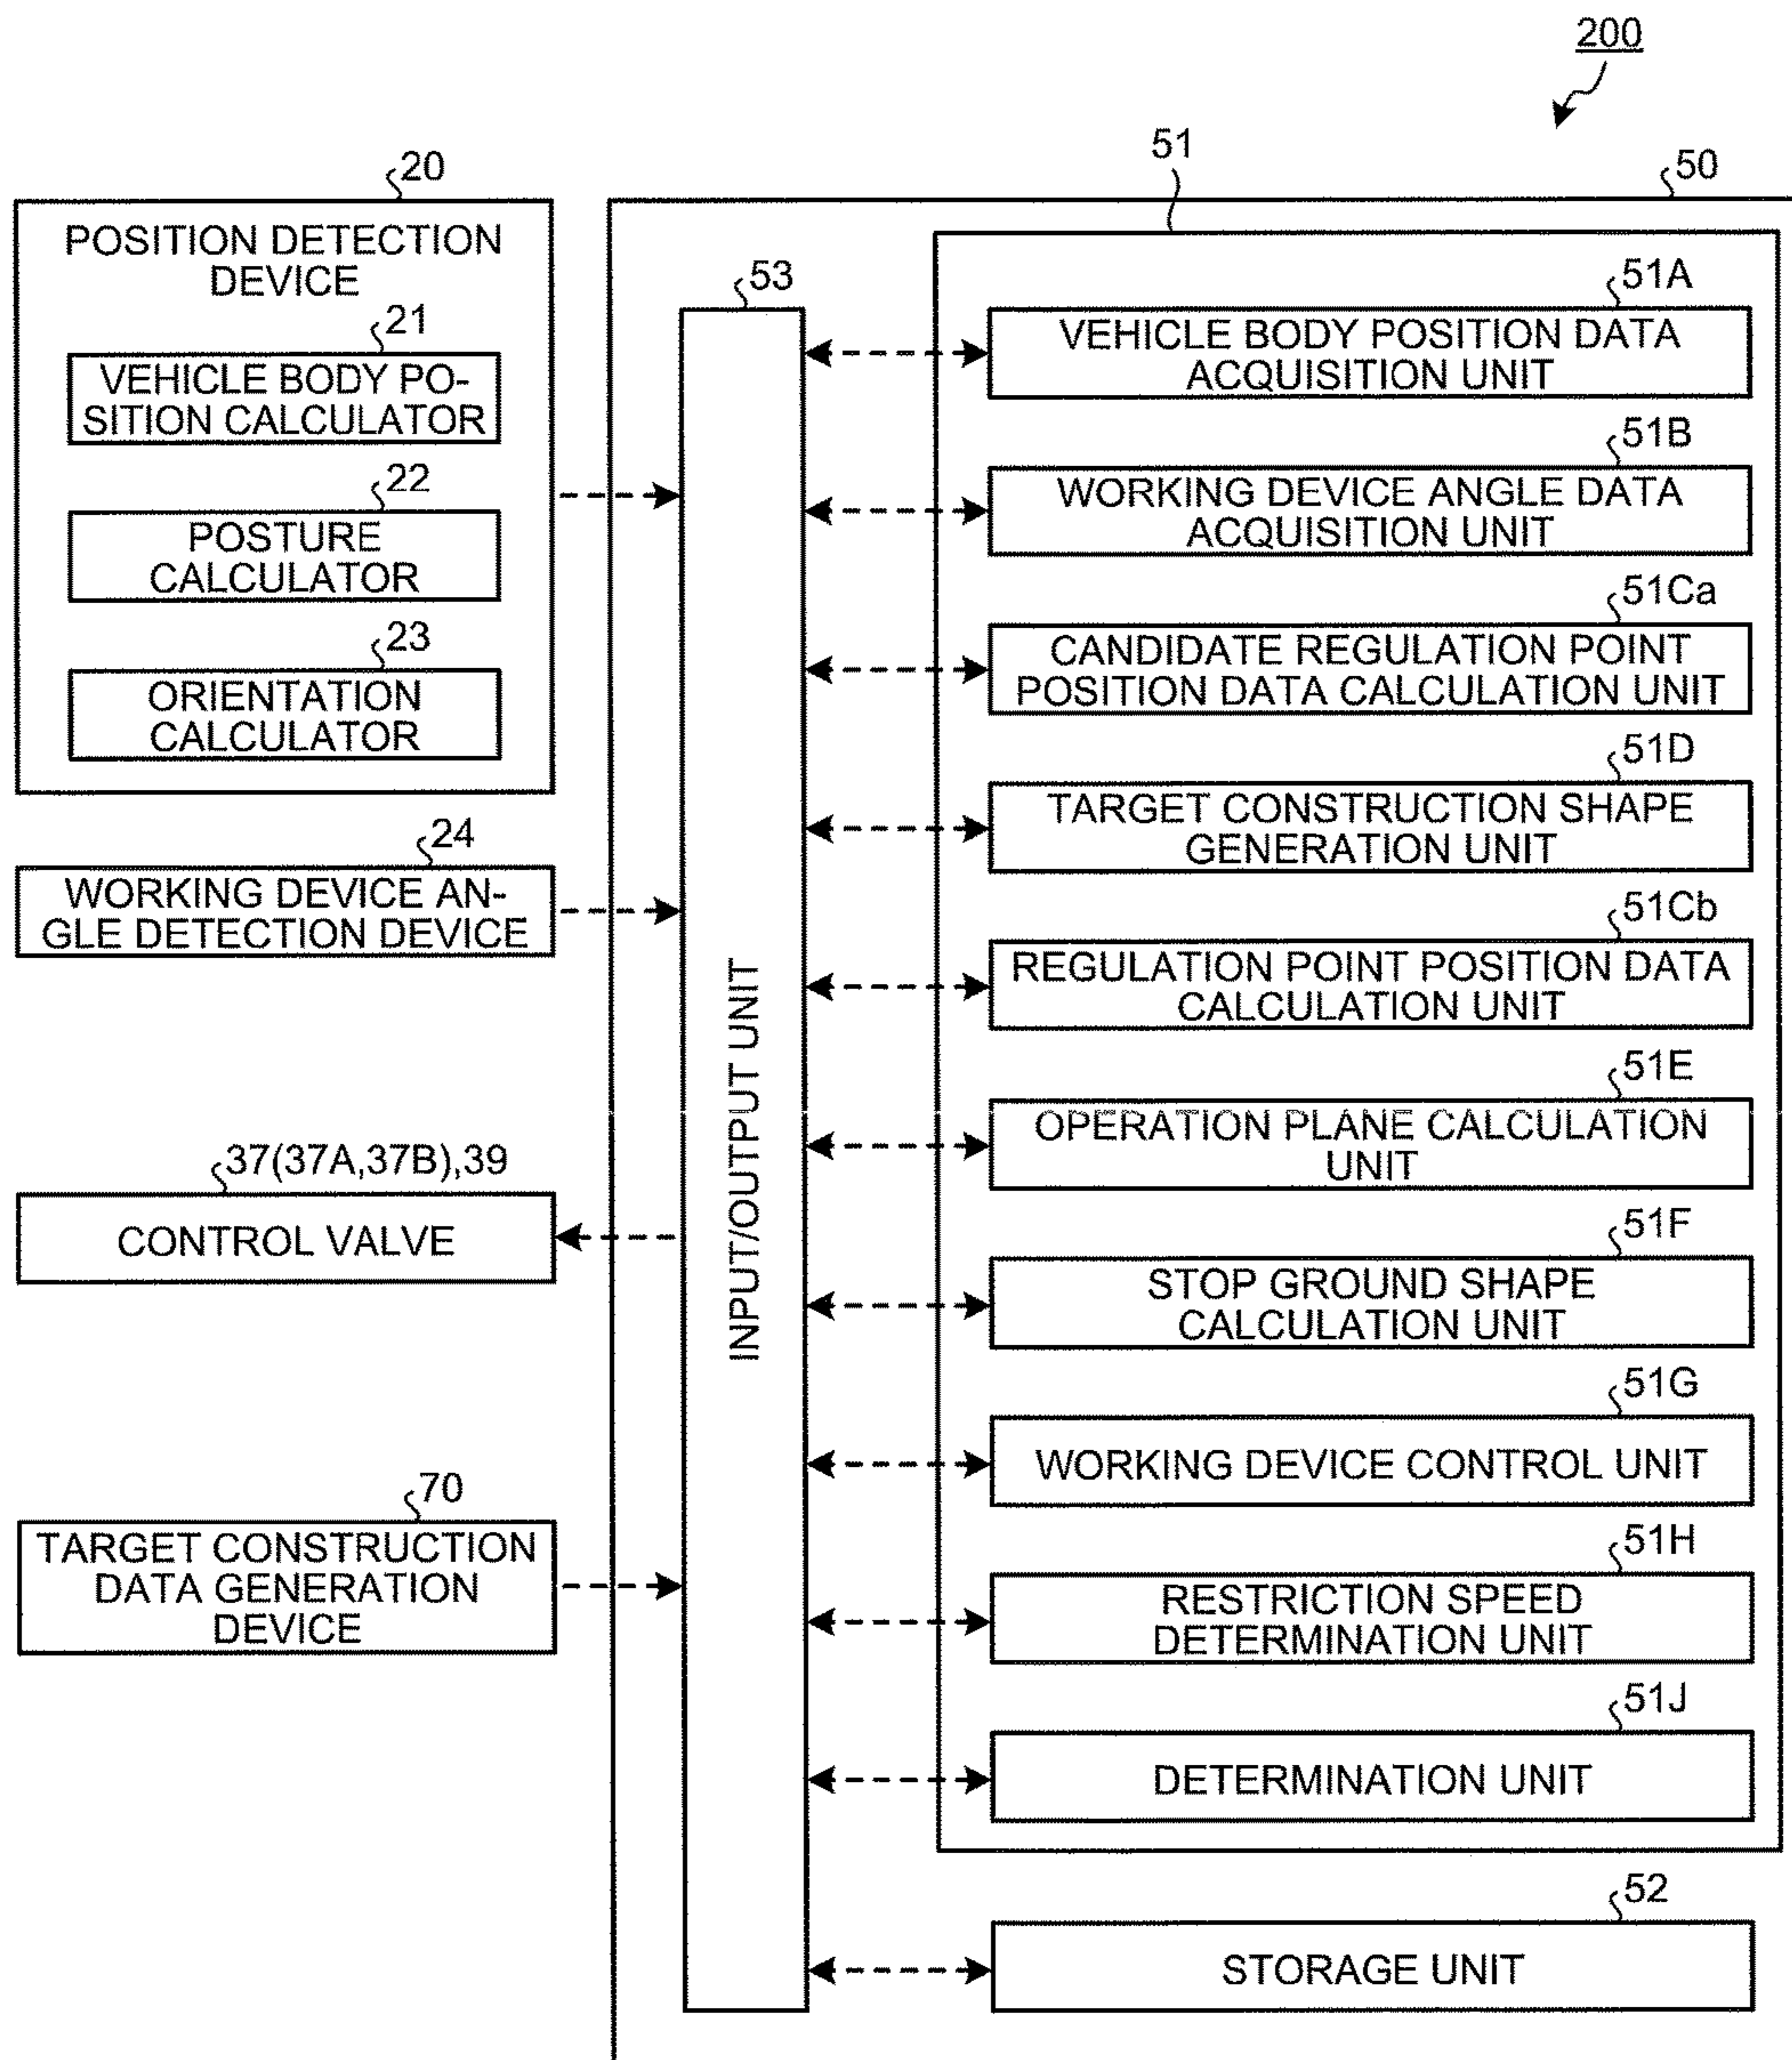 200
20
POSITION DETECTION
DEVICE
21
VEHICLE BODY PO-
SITION CALCULATOR
22
POSTURE
CALCULATOR
23
ORIENTATION
CALCULATOR
24
WORKING DEVICE AN-
GLE DETECTION DEVICE
37(37A,37B),39
CONTROL VALVE
70
TARGET CONSTRUCTION
DATA GENERATION
DEVICE
50
53
INPUT/OUTPUT UNIT
51
51A
VEHICLE BODY POSITION DATA
ACQUISITION UNIT
51B
WORKING DEVICE ANGLE DATA
ACQUISITION UNIT
51Ca
CANDIDATE REGULATION POINT
POSITION DATA CALCULATION UNIT
51D
TARGET CONSTRUCTION SHAPE
GENERATION UNIT
51Cb
REGULATION POINT POSITION DATA
CALCULATION UNIT
51E
OPERATION PLANE CALCULATION
UNIT
51F
STOP GROUND SHAPE
CALCULATION UNIT
51G
WORKING DEVICE CONTROL UNIT
51H
RESTRICTION SPEED
DETERMINATION UNIT
51J
DETERMINATION UNIT
52
STORAGE UNIT